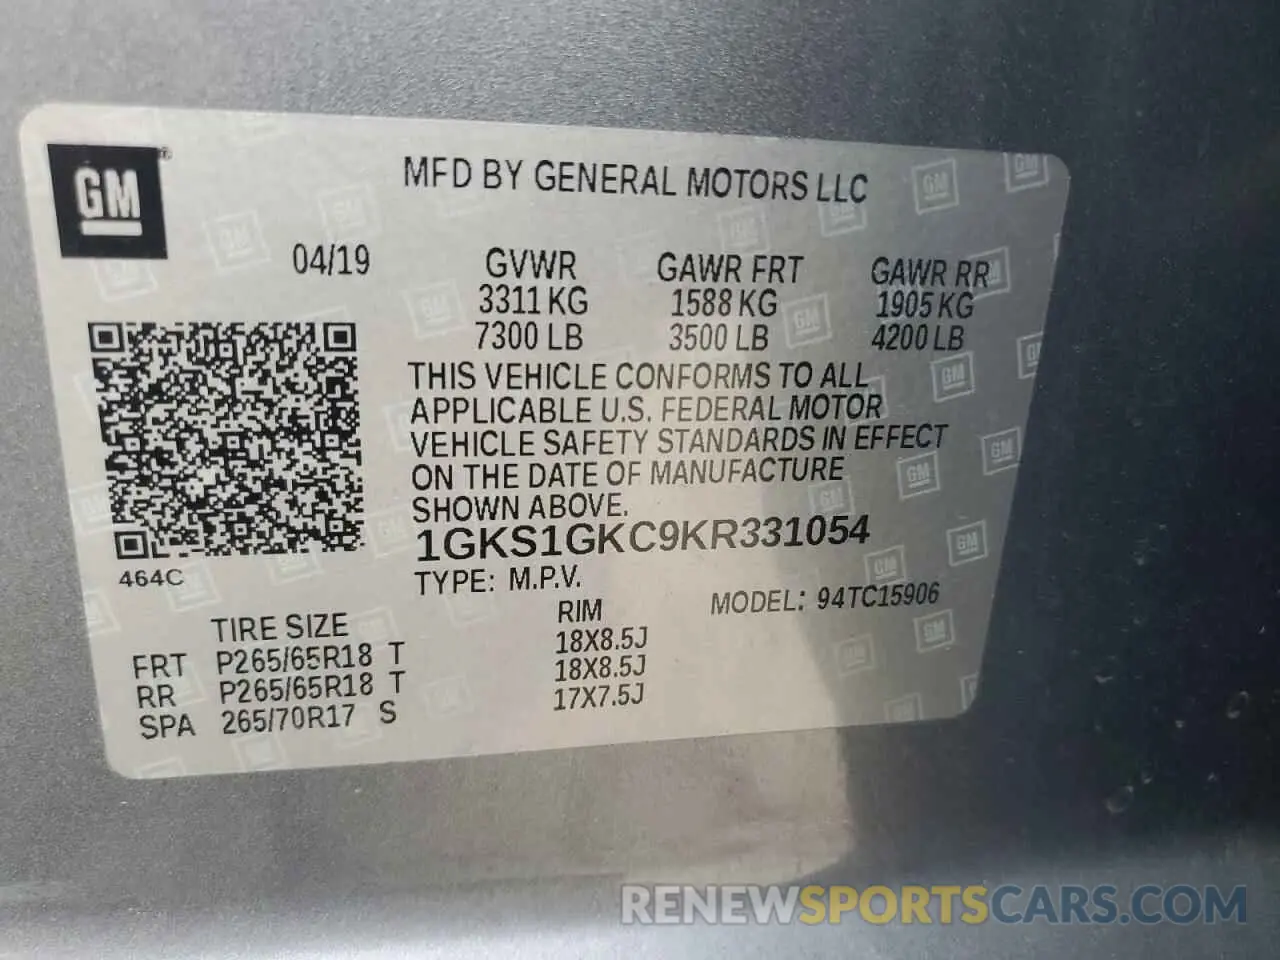 GM®
MFD BY GENERAL MOTORS LLC
04/19 GVWR GAWR FRT GAWR RR
3311 KG 1588 KG 1905 KG
7300 LB 3500 LB 4200 LB
THIS VEHICLE CONFORMS TO ALL
APPLICABLE U.S. FEDERAL MOTOR
VEHICLE SAFETY STANDARDS IN EFFECT
ON THE DATE OF MANUFACTURE
SHOWN ABOVE.
1GKS1GKC9KR331054
464C
TYPE: M.P.V.
MODEL: 94TC15906
TIRE SIZE RIM
FRT P265/65R18 T 18X8.5J
RR P265/65R18 T 18X8.5J
SPA 265/70R17 S 17X7.5J
RENEWSPORTSCARS.COM